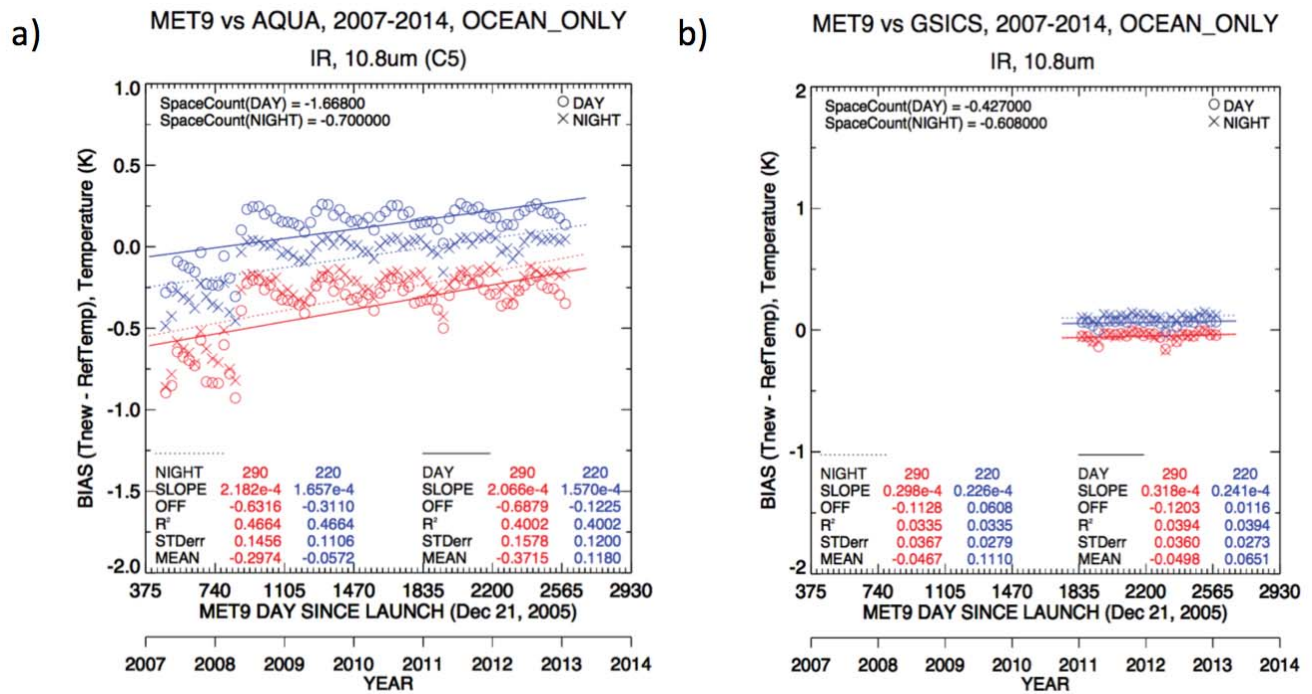 a)
MET9 vs AQUA, 2007-2014, OCEAN_ONLY
IR, 10.8um (C5)
SpaceCount(DAY) = -1.66800
SpaceCount(NIGHT) = -0.700000
DAY
NIGHT
BIAS (Tnew - RefTemp), Temperature (K)
1.0
0.5
0.0
-0.5
-1.0
-1.5
-2.0
NIGHT 290 220 DAY 290 220
SLOPE 2.182e-4 1.657e-4 SLOPE 2.066e-4 1.570e-4
OFF -0.6316 -0.3110 OFF -0.6879 -0.1225
R² 0.4664 0.4664 R² 0.4002 0.4002
STDerr 0.1456 0.1106 STDerr 0.1578 0.1200
MEAN -0.2974 -0.0572 MEAN -0.3715 0.1180
375 740 1105 1470 1835 2200 2565 2930
MET9 DAY SINCE LAUNCH (Dec 21, 2005)
2007 2008 2009 2010 2011 2012 2013 2014
YEAR
b)
MET9 vs GSICS, 2007-2014, OCEAN_ONLY
IR, 10.8um
SpaceCount(DAY) = -0.427000
SpaceCount(NIGHT) = -0.608000
DAY
NIGHT
BIAS (Tnew - RefTemp), Temperature (K)
2
1
0
-1
-2
NIGHT 290 220 DAY 290 220
SLOPE 0.298e-4 0.226e-4 SLOPE 0.318e-4 0.241e-4
OFF -0.1128 0.0608 OFF -0.1203 0.0116
R² 0.0335 0.0335 R² 0.0394 0.0394
STDerr 0.0367 0.0279 STDerr 0.0360 0.0273
MEAN -0.0467 0.1110 MEAN -0.0498 0.0651
375 740 1105 1470 1835 2200 2565 2930
MET9 DAY SINCE LAUNCH (Dec 21, 2005)
2007 2008 2009 2010 2011 2012 2013 2014
YEAR